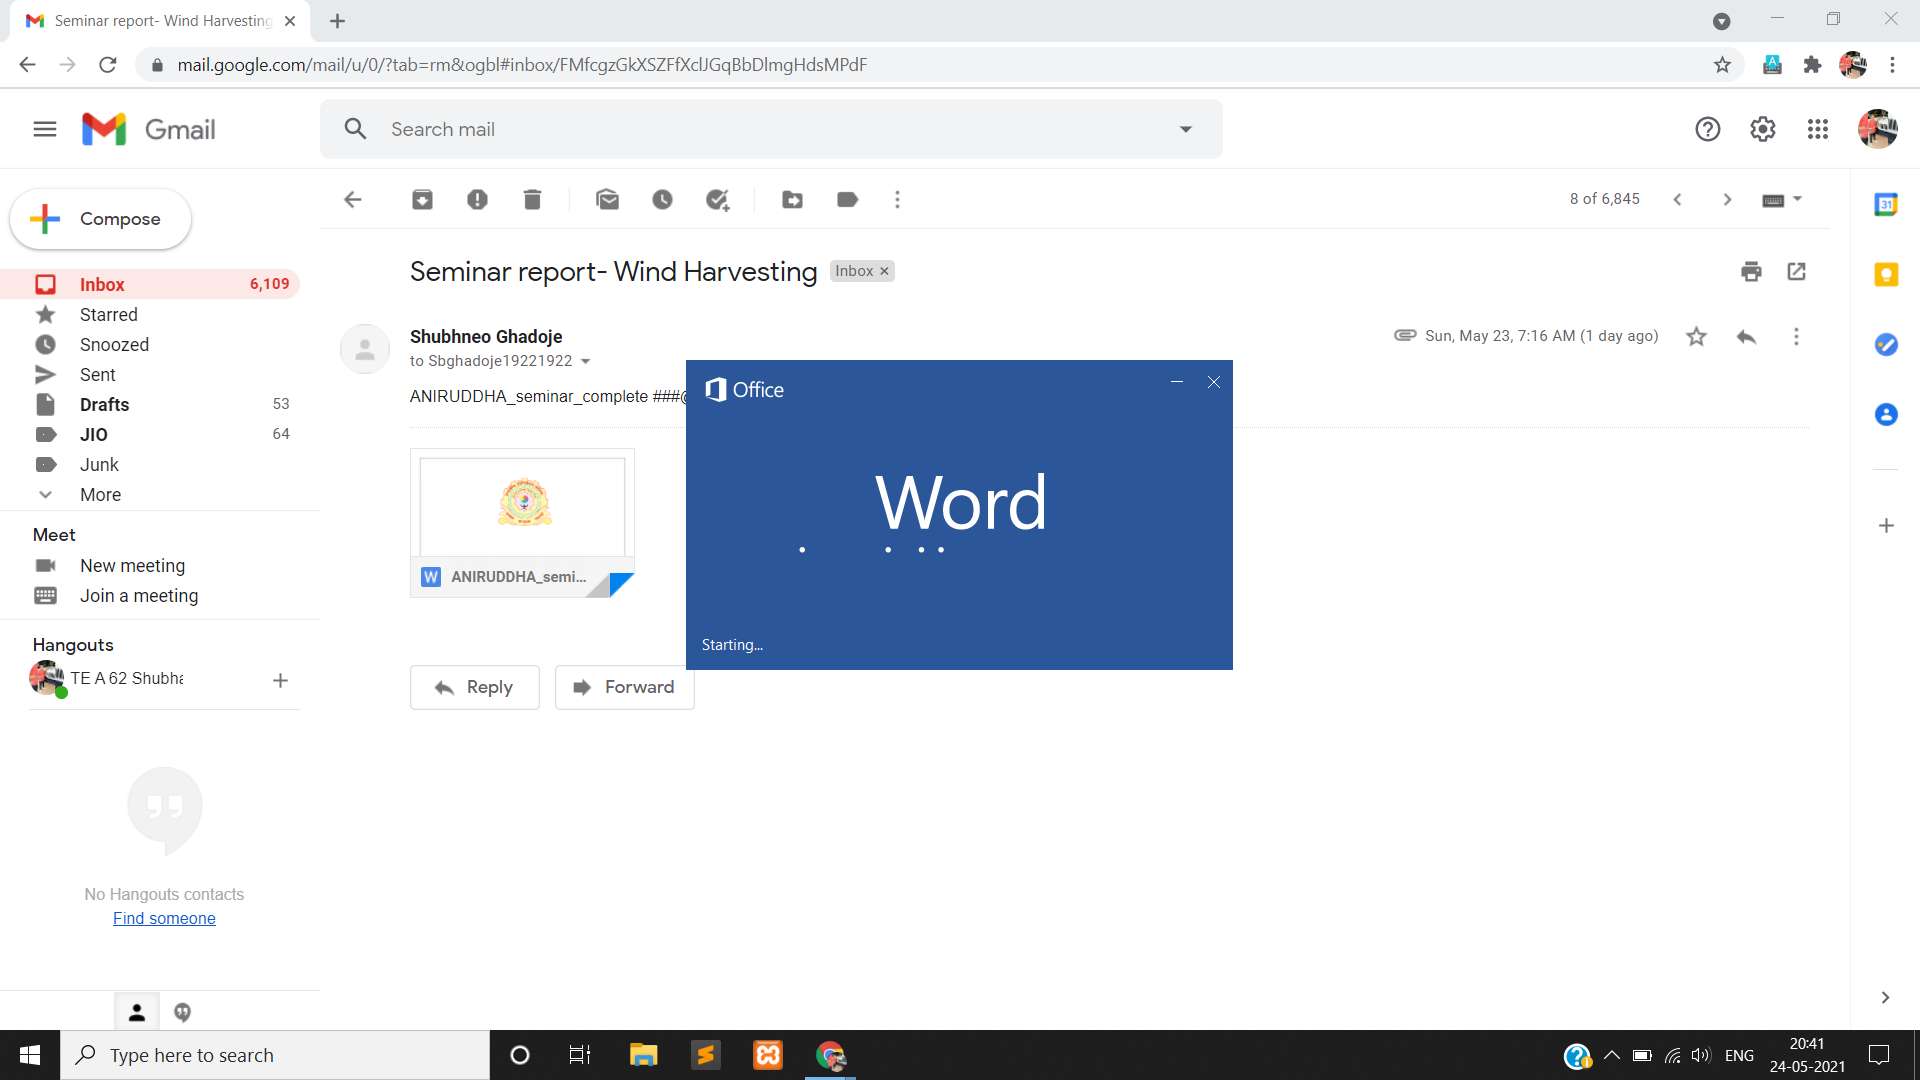 Seminar report- Wind Harvesting
mail.google.com/mail/u/0/?tab=rm&ogbl#inbox/FMfcgzGkXSZFfXclJGqBbDlmgHdsMPdF
Gmail
Search mail
Compose
8 of 6,845
31
Inbox 6,109
Starred
Snoozed
Sent
Drafts 53
JIO 64
Junk
More
Meet
New meeting
Join a meeting
Hangouts
TE A 62 Shubha
No Hangouts contacts
Find someone
Seminar report- Wind Harvesting
Inbox ×
Shubhneo Ghadoje
Sun, May 23, 7:16 AM (1 day ago)
to Sbghadoje19221922
ANIRUDDHA_seminar_complete ###
W ANIRUDDHA_semi...
Reply
Forward
Office
Word
Starting...
Type here to search
ENG
20:41
24-05-2021